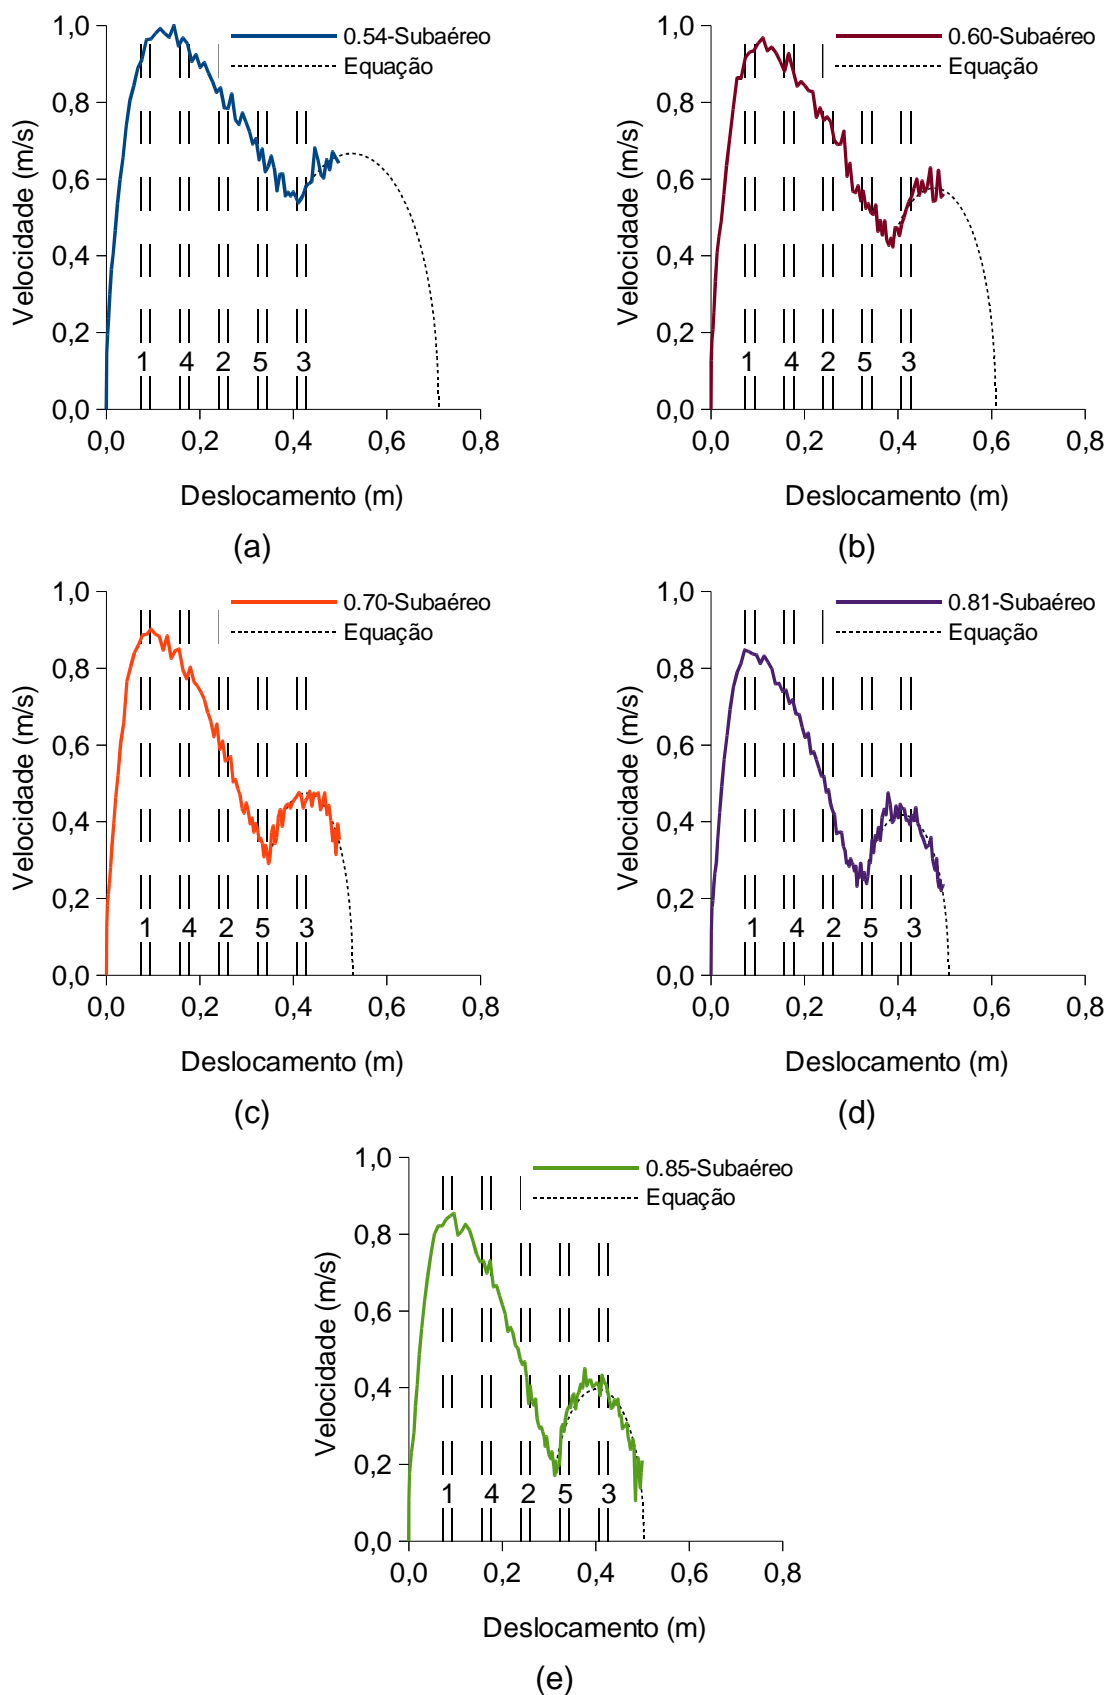 1,0
0.54-Subaéreo
Equação
0,8
0,6
0,4
0,2
0,0
Velocidade (m/s)
1 4 2 5 3
0,0 0,2 0,4 0,6 0,8
Deslocamento (m)
(a)
1,0
0.60-Subaéreo
Equação
0,8
0,6
0,4
0,2
0,0
Velocidade (m/s)
1 4 2 5 3
0,0 0,2 0,4 0,6 0,8
Deslocamento (m)
(b)
1,0
0.70-Subaéreo
Equação
0,8
0,6
0,4
0,2
0,0
Velocidade (m/s)
1 4 2 5 3
0,0 0,2 0,4 0,6 0,8
Deslocamento (m)
(c)
1,0
0.81-Subaéreo
Equação
0,8
0,6
0,4
0,2
0,0
Velocidade (m/s)
1 4 2 5 3
0,0 0,2 0,4 0,6 0,8
Deslocamento (m)
(d)
1,0
0.85-Subaéreo
Equação
0,8
0,6
0,4
0,2
0,0
Velocidade (m/s)
1 4 2 5 3
0,0 0,2 0,4 0,6 0,8
Deslocamento (m)
(e)